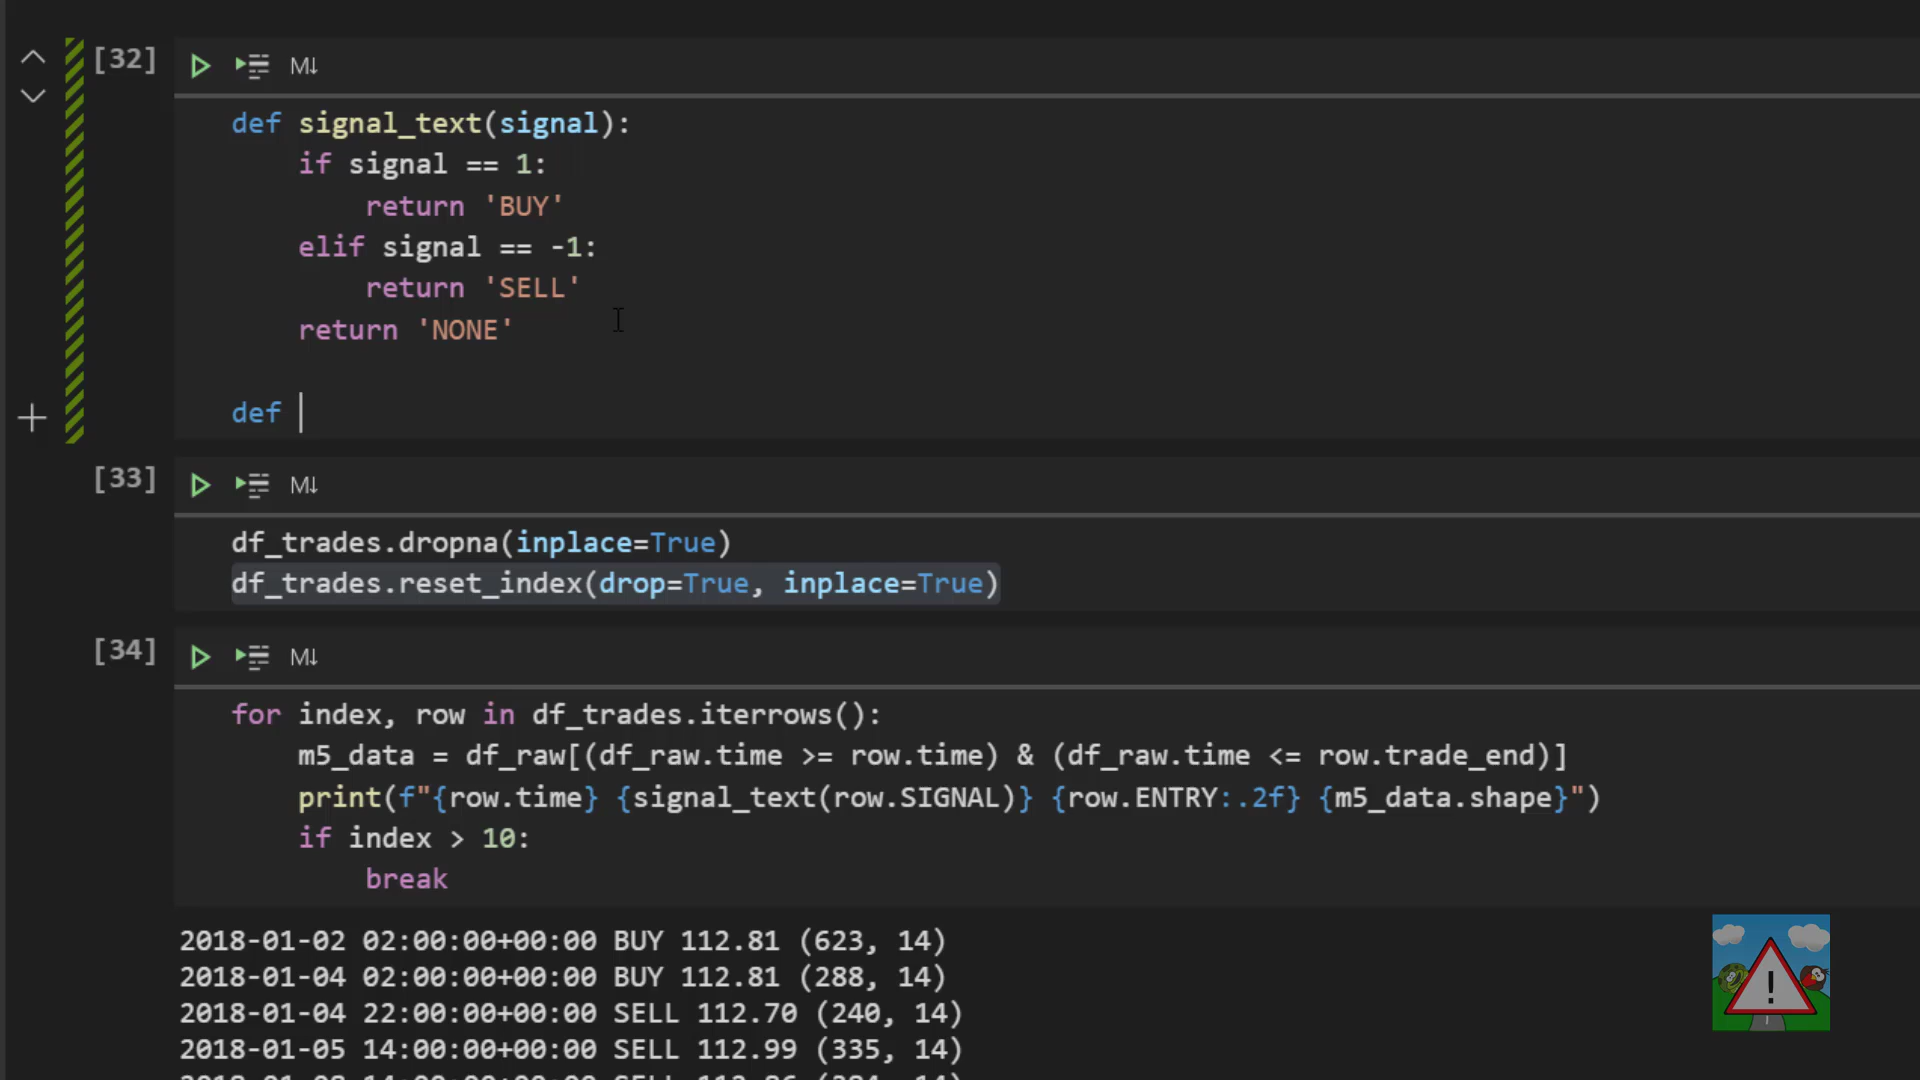 [32]
M↓
def signal_text(signal):
    if signal == 1:
        return 'BUY'
    elif signal == -1:
        return 'SELL'
    return 'NONE'
def
[33]
M↓
df_trades.dropna(inplace=True)
df_trades.reset_index(drop=True, inplace=True)
[34]
M↓
for index, row in df_trades.iterrows():
    m5_data = df_raw[(df_raw.time >= row.time) & (df_raw.time <= row.trade_end)]
    print(f"{row.time} {signal_text(row.SIGNAL)} {row.ENTRY:.2f} {m5_data.shape}")
    if index > 10:
        break
2018-01-02 02:00:00+00:00 BUY 112.81 (623, 14)
2018-01-04 02:00:00+00:00 BUY 112.81 (288, 14)
2018-01-04 22:00:00+00:00 SELL 112.70 (240, 14)
2018-01-05 14:00:00+00:00 SELL 112.99 (335, 14)